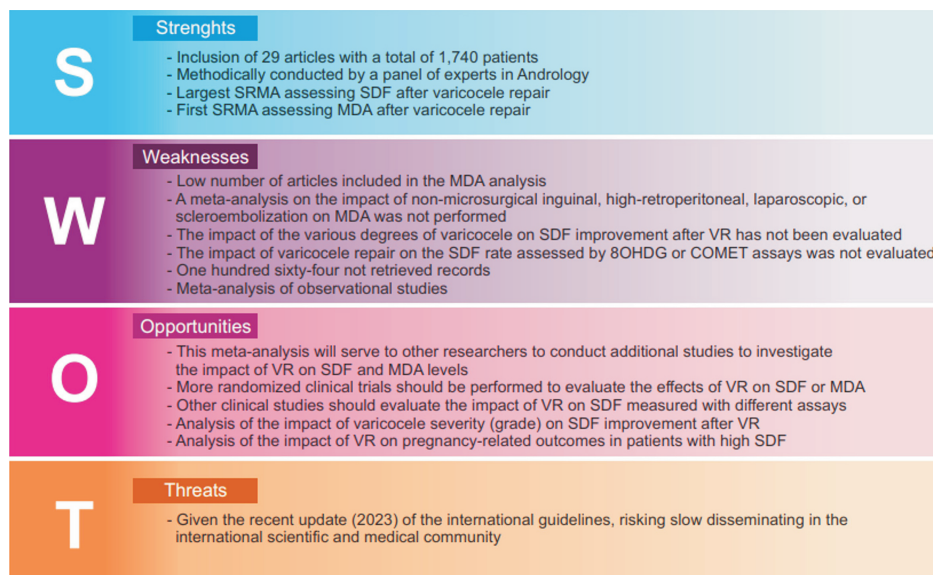 S
Strenghts
- Inclusion of 29 articles with a total of 1,740 patients
- Methodically conducted by a panel of experts in Andrology
- Largest SRMA assessing SDF after varicocele repair
- First SRMA assessing MDA after varicocele repair
W
Weaknesses
- Low number of articles included in the MDA analysis
- A meta-analysis on the impact of non-microsurgical inguinal, high-retroperitoneal, laparoscopic, or
scleroembolization on MDA was not performed
- The impact of the various degrees of varicocele on SDF improvement after VR has not been evaluated
- The impact of varicocele repair on the SDF rate assessed by 8OHDG or COMET assays was not evaluated
- One hundred sixty-four not retrieved records
- Meta-analysis of observational studies
O
Opportunities
- This meta-analysis will serve to other researchers to conduct additional studies to investigate
the impact of VR on SDF and MDA levels
- More randomized clinical trials should be performed to evaluate the effects of VR on SDF or MDA
- Other clinical studies should evaluate the impact of VR on SDF measured with different assays
- Analysis of the impact of varicocele severity (grade) on SDF improvement after VR
- Analysis of the impact of VR on pregnancy-related outcomes in patients with high SDF
T
Threats
- Given the recent update (2023) of the international guidelines, risking slow disseminating in the
international scientific and medical community